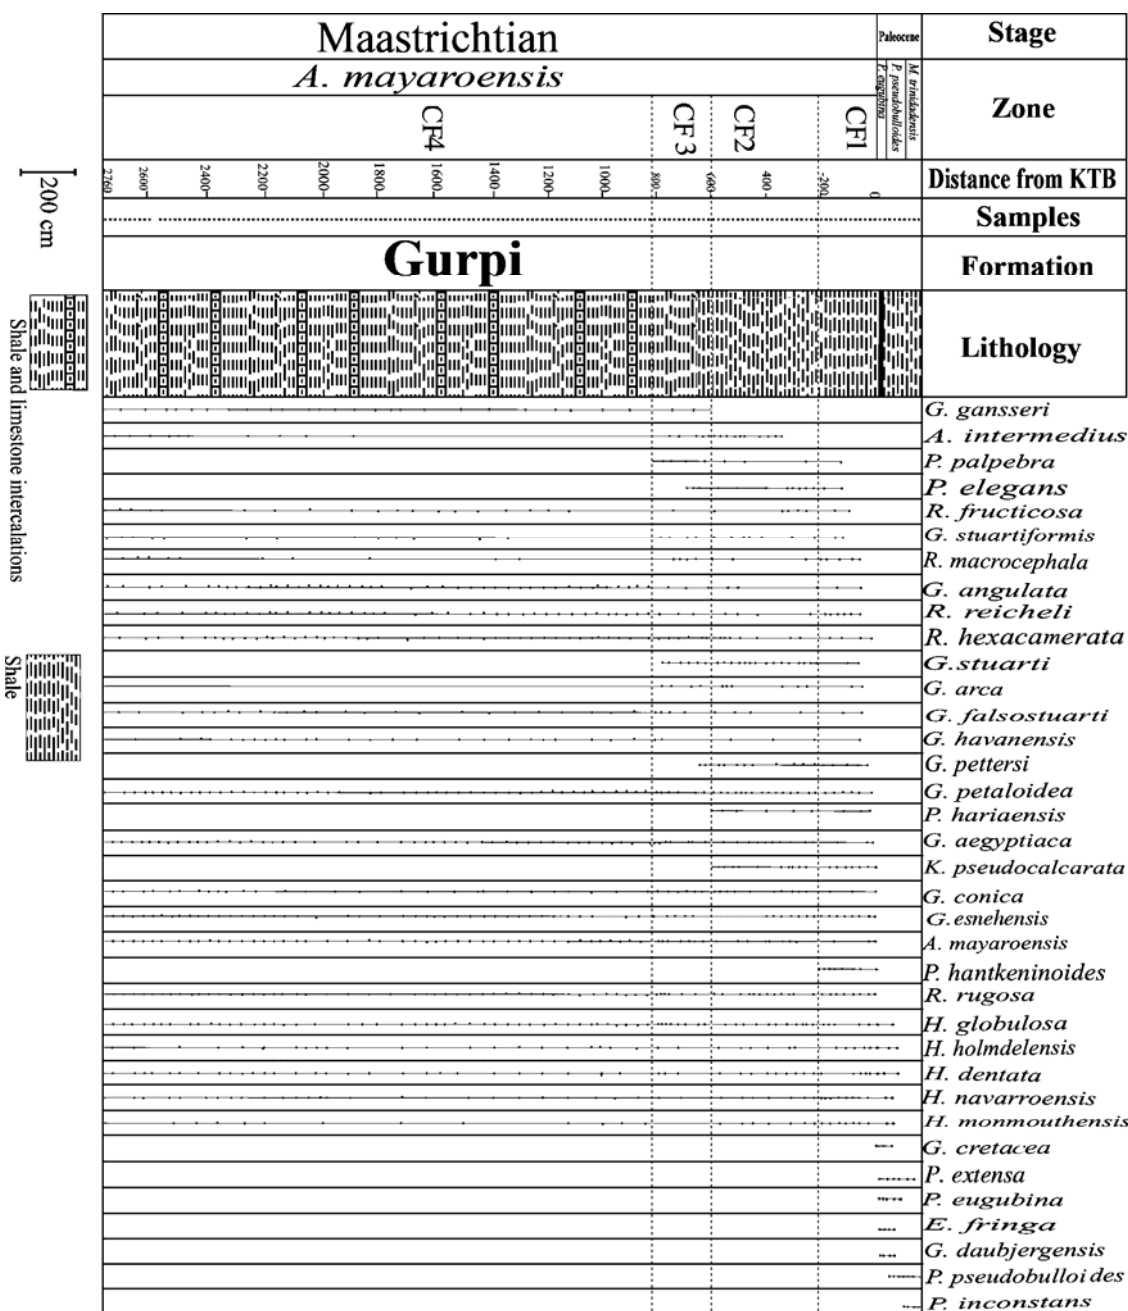 Maastrichtian
Paleocene
Stage
A. mayaroensis
P. eugubina
P. pseudobulloides
M. trinidadensis
Zone
CF4
CF3
CF2
CF1
2760
2600
2400
2200
2000
1800
1600
1400
1200
1000
800
600
400
200
0
Distance from KTB
Samples
200 cm
Gurpi
Formation
Lithology
Shale and limestone intercalations
Shale
G. gansseri
A. intermedius
P. palpebra
P. elegans
R. fructicosa
G. stuartiformis
R. macrocephala
G. angulata
R. reicheli
R. hexacamerata
G.stuarti
G. arca
G. falsostuarti
G. havanensis
G. pettersi
G. petaloidea
P. hariaensis
G. aegyptiaca
K. pseudocalcarata
G. conica
G.esnehensis
A. mayaroensis
P. hantkeninoides
R. rugosa
H. globulosa
H. holmdelensis
H. dentata
H. navarroensis
H. monmouthensis
G. cretacea
P. extensa
P. eugubina
E. fringa
G. daubjergensis
P. pseudobulloides
P. inconstans